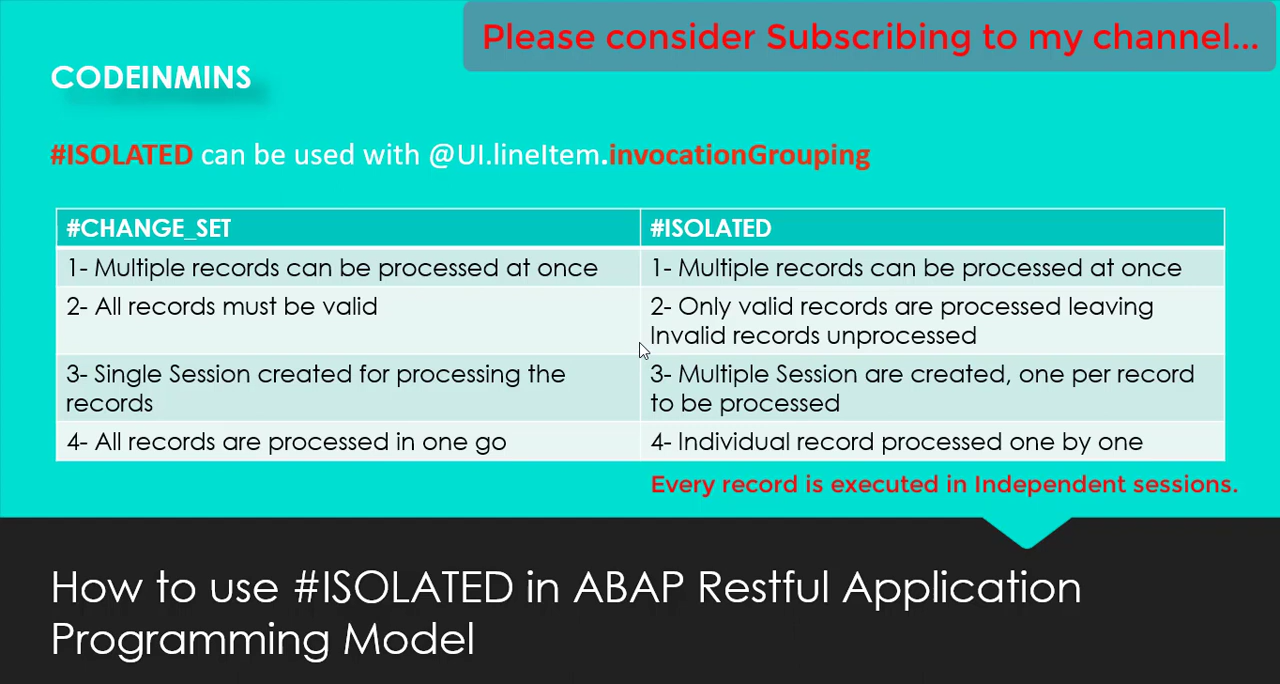 Please consider Subscribing to my channel...
CODEINMINS
#ISOLATED can be used with @UI.lineItem.invocationGrouping
#CHANGE_SET
#ISOLATED
1- Multiple records can be processed at once
1- Multiple records can be processed at once
2- All records must be valid
2- Only valid records are processed leaving
Invalid records unprocessed
3- Single Session created for processing the
records
3- Multiple Session are created, one per record
to be processed
4- All records are processed in one go
4- Individual record processed one by one
Every record is executed in Independent sessions.
How to use #ISOLATED in ABAP Restful Application
Programming Model